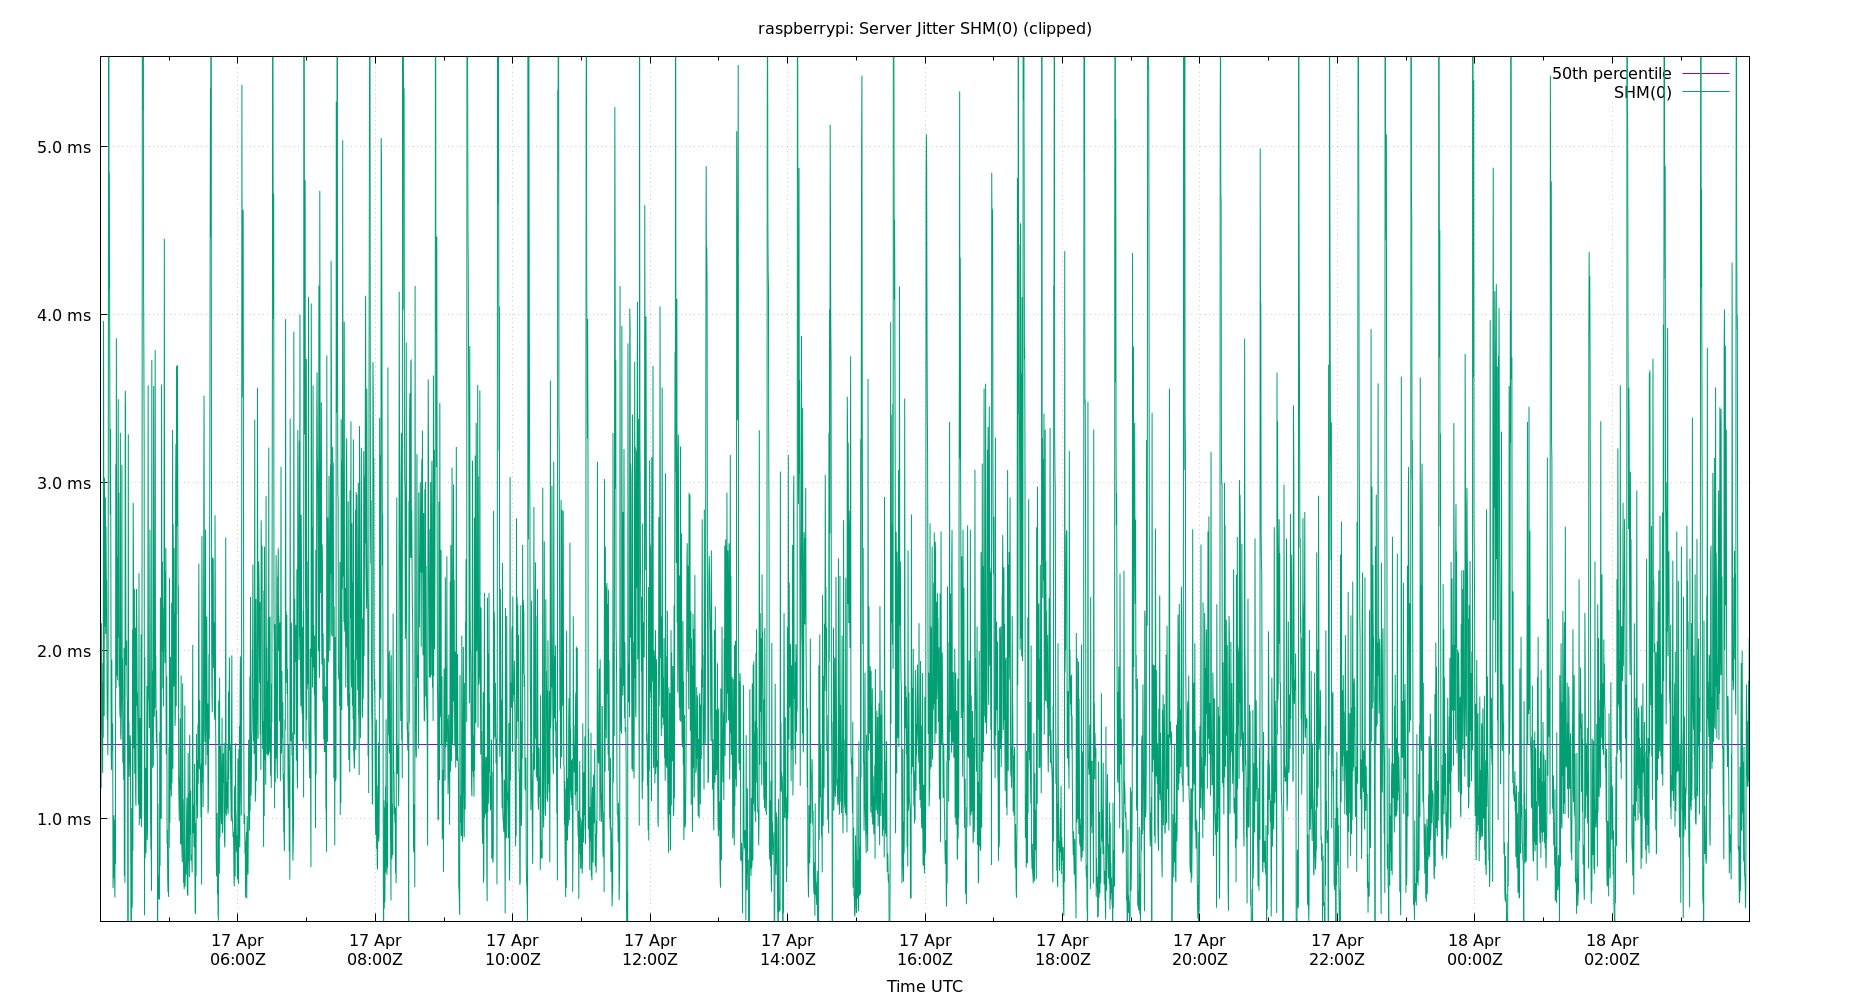 raspberrypi: Server Jitter SHM(0) (clipped)
50th percentile
SHM(0)
5.0 ms
4.0 ms
3.0 ms
2.0 ms
1.0 ms
17 Apr 17 Apr 17 Apr 17 Apr 17 Apr 17 Apr 17 Apr 17 Apr 17 Apr 18 Apr 18 Apr
06:00Z 08:00Z 10:00Z 12:00Z 14:00Z 16:00Z 18:00Z 20:00Z 22:00Z 00:00Z 02:00Z
Time UTC